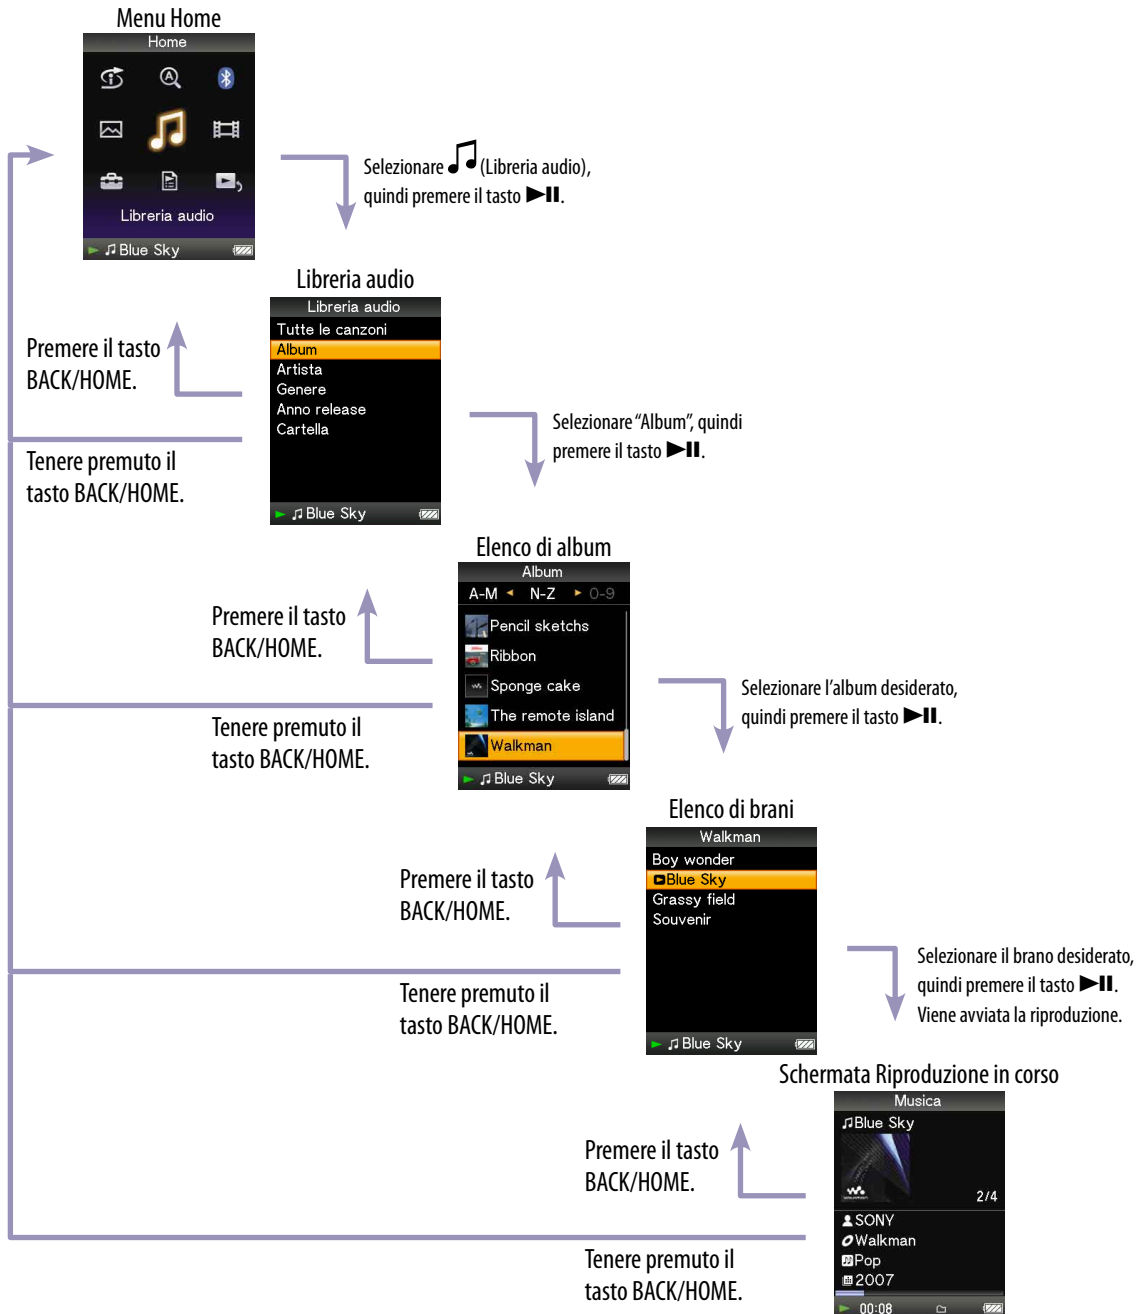 Menu Home
Home
Libreria audio
Blue Sky
Selezionare (Libreria audio),
quindi premere il tasto .
Libreria audio
Libreria audio
Tutte le canzoni
Album
Artista
Genere
Anno release
Cartella
Blue Sky
Premere il tasto
BACK/HOME.
Tenere premuto il
tasto BACK/HOME.
Selezionare “Album”, quindi
premere il tasto .
Elenco di album
Album
A-M N-Z 0-9
Pencil sketchs
Ribbon
Sponge cake
The remote island
Walkman
Blue Sky
Premere il tasto
BACK/HOME.
Tenere premuto il
tasto BACK/HOME.
Selezionare l’album desiderato,
quindi premere il tasto .
Elenco di brani
Walkman
Boy wonder
Blue Sky
Grassy field
Souvenir
Blue Sky
Premere il tasto
BACK/HOME.
Tenere premuto il
tasto BACK/HOME.
Selezionare il brano desiderato,
quindi premere il tasto .
Viene avviata la riproduzione.
Schermata Riproduzione in corso
Musica
Blue Sky
2/4
SONY
Walkman
Pop
2007
00:08
Premere il tasto
BACK/HOME.
Tenere premuto il
tasto BACK/HOME.